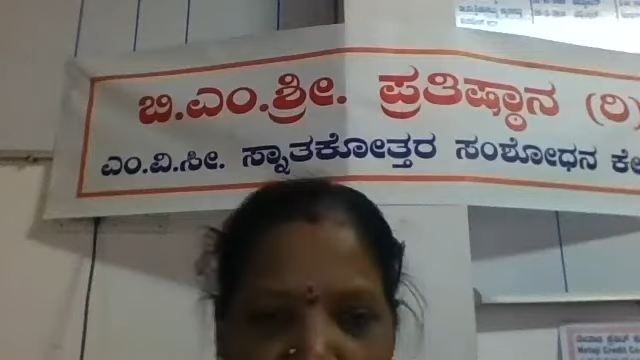 ಬಿ.ಎಂ.ಶ್ರೀ. ಪ್ರತಿಷ್ಠಾನ (ರಿ)
ಎಂ.ವಿ.ಸೀ. ಸ್ನಾತಕೋತ್ತರ ಸಂಶೋಧನ ಕೇ